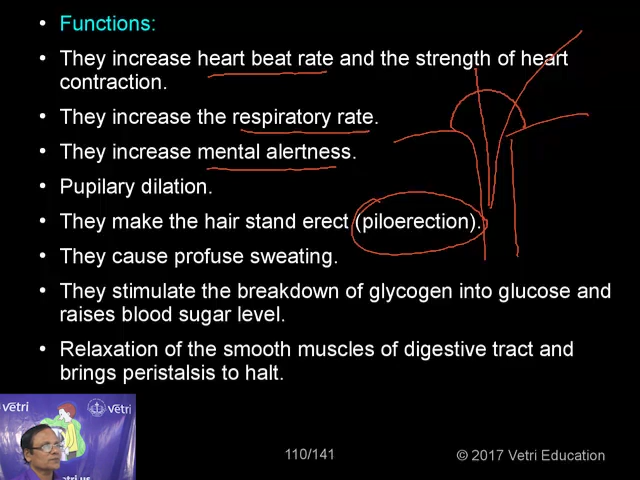 • Functions:
• They increase heart beat rate and the strength of heart
contraction.
• They increase the respiratory rate.
• They increase mental alertness.
• Pupilary dilation.
• They make the hair stand erect (piloerection).
• They cause profuse sweating.
• They stimulate the breakdown of glycogen into glucose and
raises blood sugar level.
• Relaxation of the smooth muscles of digestive tract and
brings peristalsis to halt.
vetri
vetri
110/141
© 2017 Vetri Education